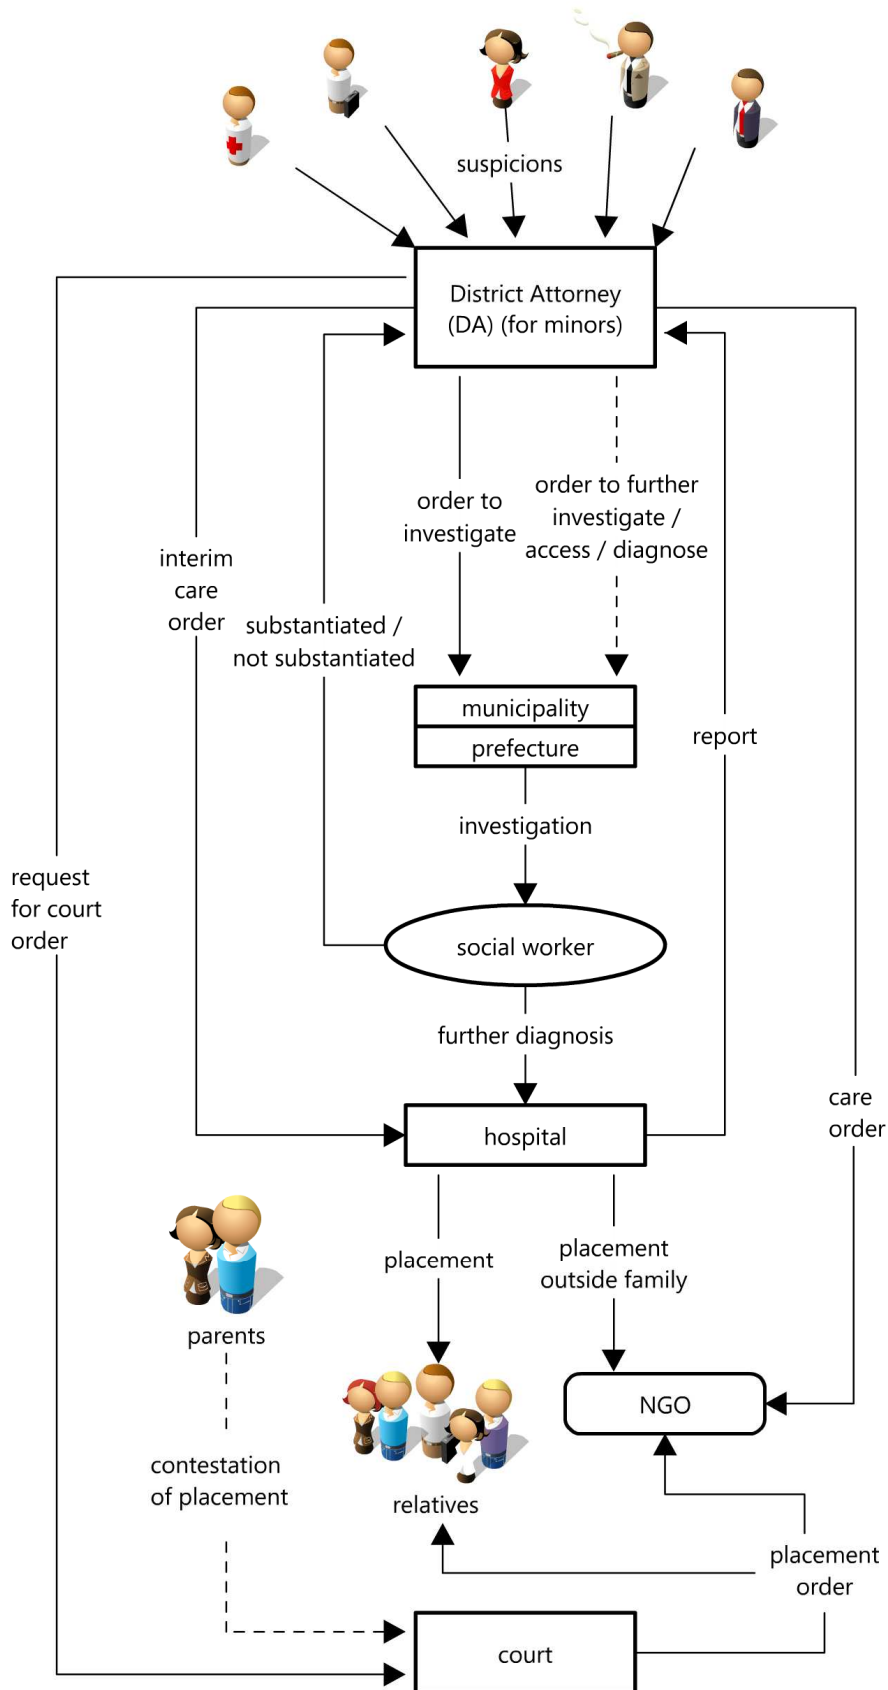 suspicions
District Attorney
(DA) (for minors)
order to
investigate
order to further
investigate /
access / diagnose
interim
care
order
substantiated /
not substantiated
municipality
prefecture
report
investigation
request
for court
order
social worker
further diagnosis
care
order
hospital
placement
placement
outside family
parents
NGO
contestation
of placement
relatives
placement
order
court